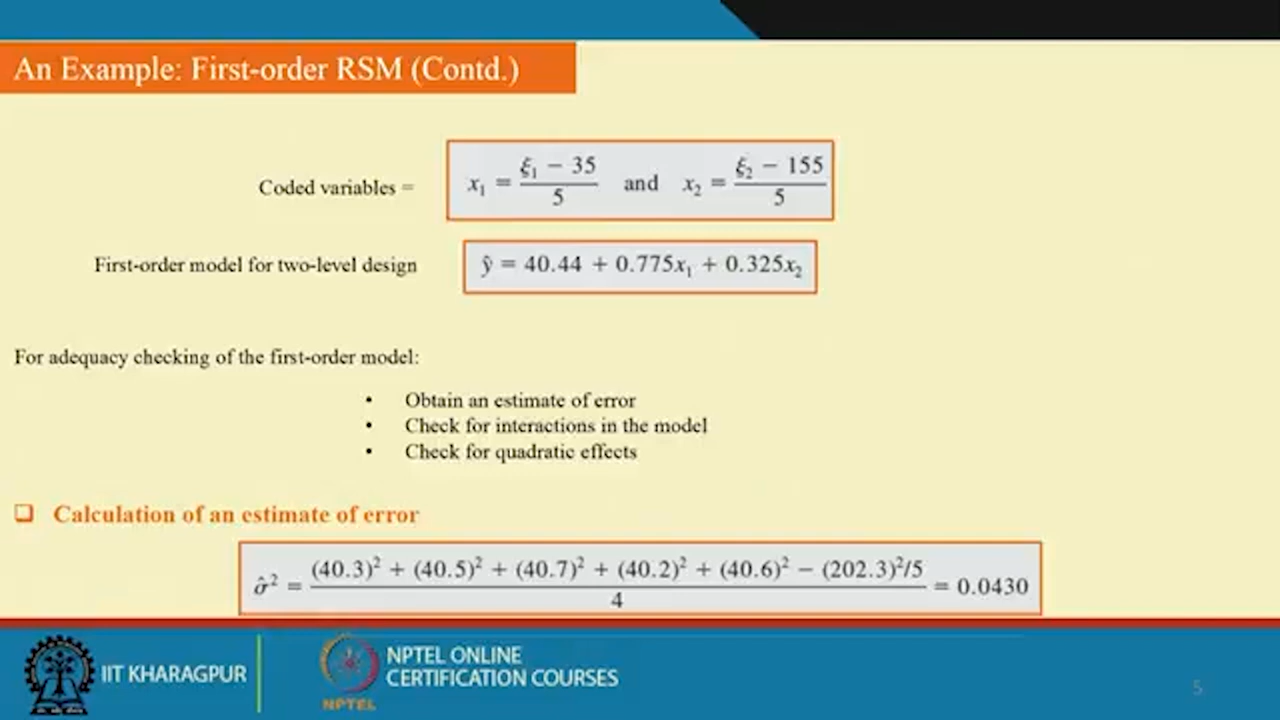 An Example: First-order RSM (Contd.)
Coded variables = x₁ = (ξ₁ − 35)/5 and x₂ = (ξ₂ − 155)/5
First-order model for two-level design ŷ = 40.44 + 0.775x₁ + 0.325x₂
For adequacy checking of the first-order model:
• Obtain an estimate of error
• Check for interactions in the model
• Check for quadratic effects
❑ Calculation of an estimate of error
σ̂² = ((40.3)² + (40.5)² + (40.7)² + (40.2)² + (40.6)² − (202.3)²/5)/4 = 0.0430
IIT KHARAGPUR
NPTEL
NPTEL ONLINE
CERTIFICATION COURSES
5